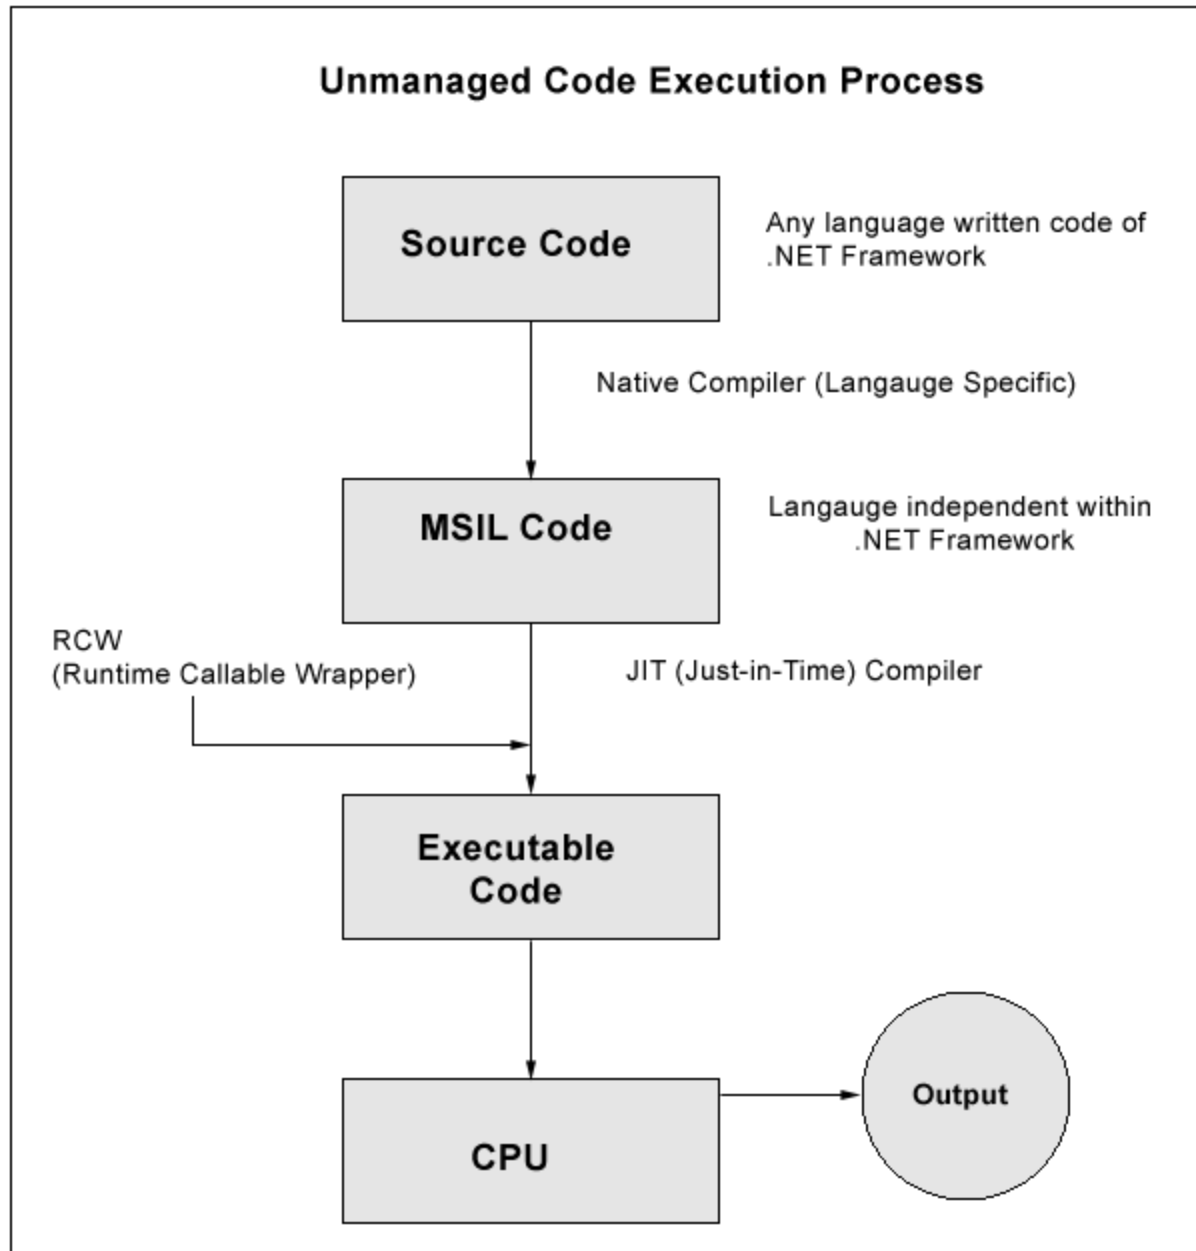 Unmanaged Code Execution Process
Source Code
Any language written code of
.NET Framework
Native Compiler (Langauge Specific)
MSIL Code
Langauge independent within
.NET Framework
RCW
(Runtime Callable Wrapper)
JIT (Just-in-Time) Compiler
Executable
Code
Output
CPU